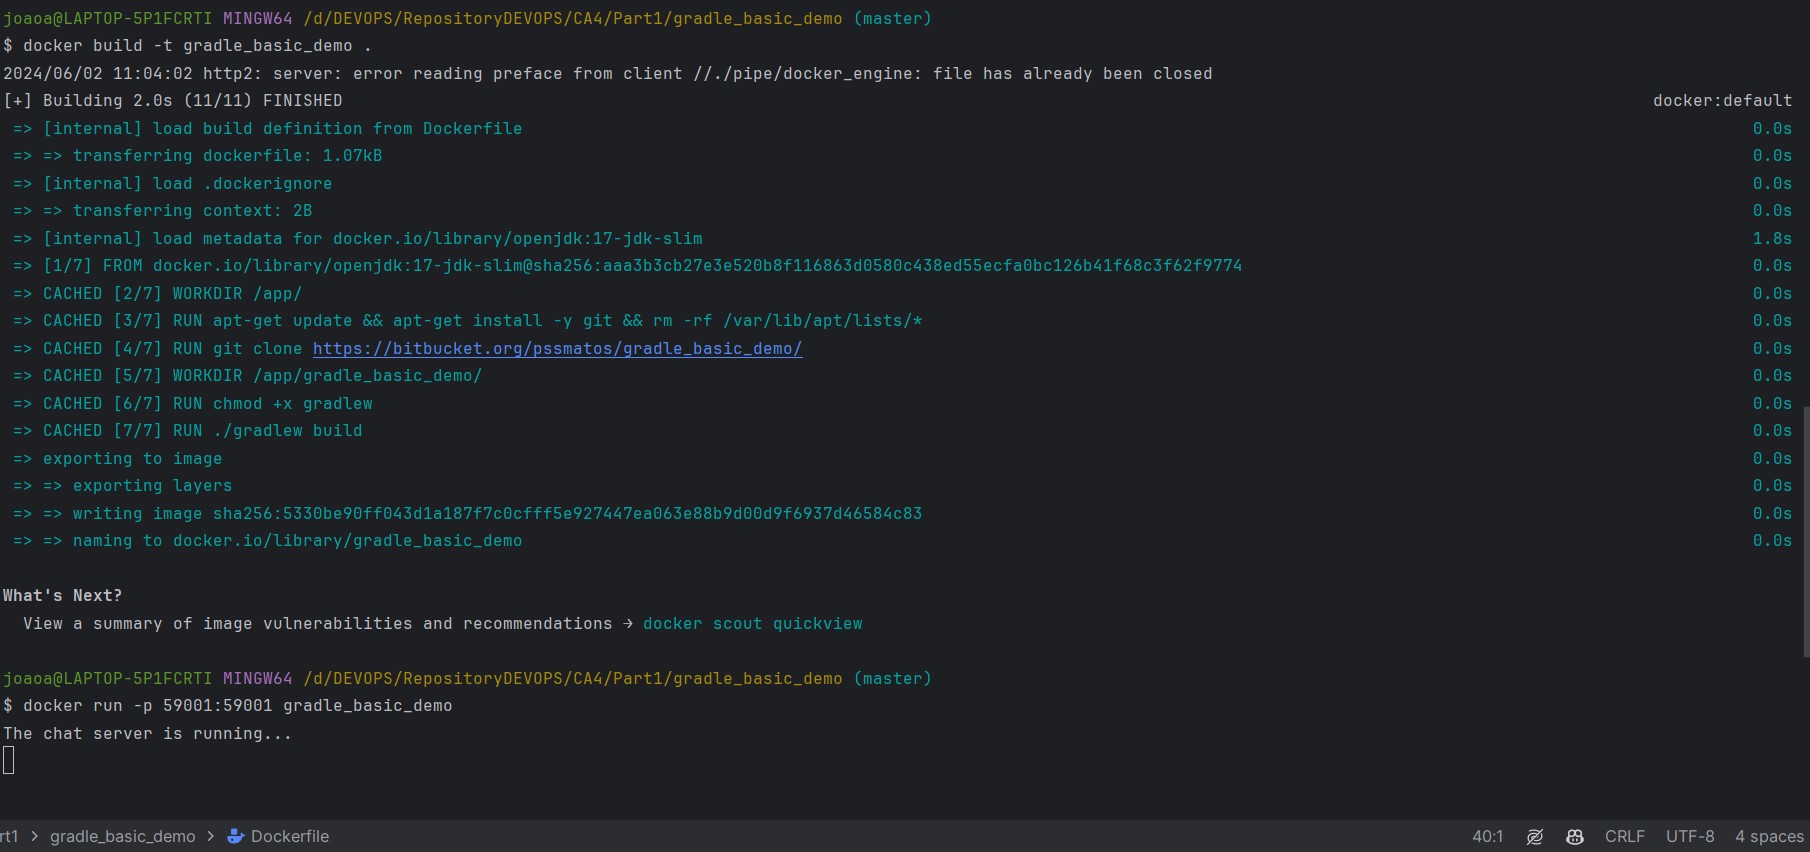 joaoa@LAPTOP-5P1FCRTI MINGW64 /d/DEVOPS/RepositoryDEVOPS/CA4/Part1/gradle_basic_demo (master)
$ docker build -t gradle_basic_demo .
2024/06/02 11:04:02 http2: server: error reading preface from client //./pipe/docker_engine: file has already been closed
[+] Building 2.0s (11/11) FINISHED docker:default
=> [internal] load build definition from Dockerfile 0.0s
=> => transferring dockerfile: 1.07kB 0.0s
=> [internal] load .dockerignore 0.0s
=> => transferring context: 2B 0.0s
=> [internal] load metadata for docker.io/library/openjdk:17-jdk-slim 1.8s
=> [1/7] FROM docker.io/library/openjdk:17-jdk-slim@sha256:aaa3b3cb27e3e520b8f116863d0580c438ed55ecfa0bc126b41f68c3f62f9774 0.0s
=> CACHED [2/7] WORKDIR /app/ 0.0s
=> CACHED [3/7] RUN apt-get update && apt-get install -y git && rm -rf /var/lib/apt/lists/* 0.0s
=> CACHED [4/7] RUN git clone https://bitbucket.org/pssmatos/gradle_basic_demo/ 0.0s
=> CACHED [5/7] WORKDIR /app/gradle_basic_demo/ 0.0s
=> CACHED [6/7] RUN chmod +x gradlew 0.0s
=> CACHED [7/7] RUN ./gradlew build 0.0s
=> exporting to image 0.0s
=> => exporting layers 0.0s
=> => writing image sha256:5330be90ff043d1a187f7c0cfff5e927447ea063e88b9d00d9f6937d46584c83 0.0s
=> => naming to docker.io/library/gradle_basic_demo 0.0s
What's Next?
View a summary of image vulnerabilities and recommendations → docker scout quickview
joaoa@LAPTOP-5P1FCRTI MINGW64 /d/DEVOPS/RepositoryDEVOPS/CA4/Part1/gradle_basic_demo (master)
$ docker run -p 59001:59001 gradle_basic_demo
The chat server is running...
rt1 > gradle_basic_demo > Dockerfile 40:1 CRLF UTF-8 4 spaces